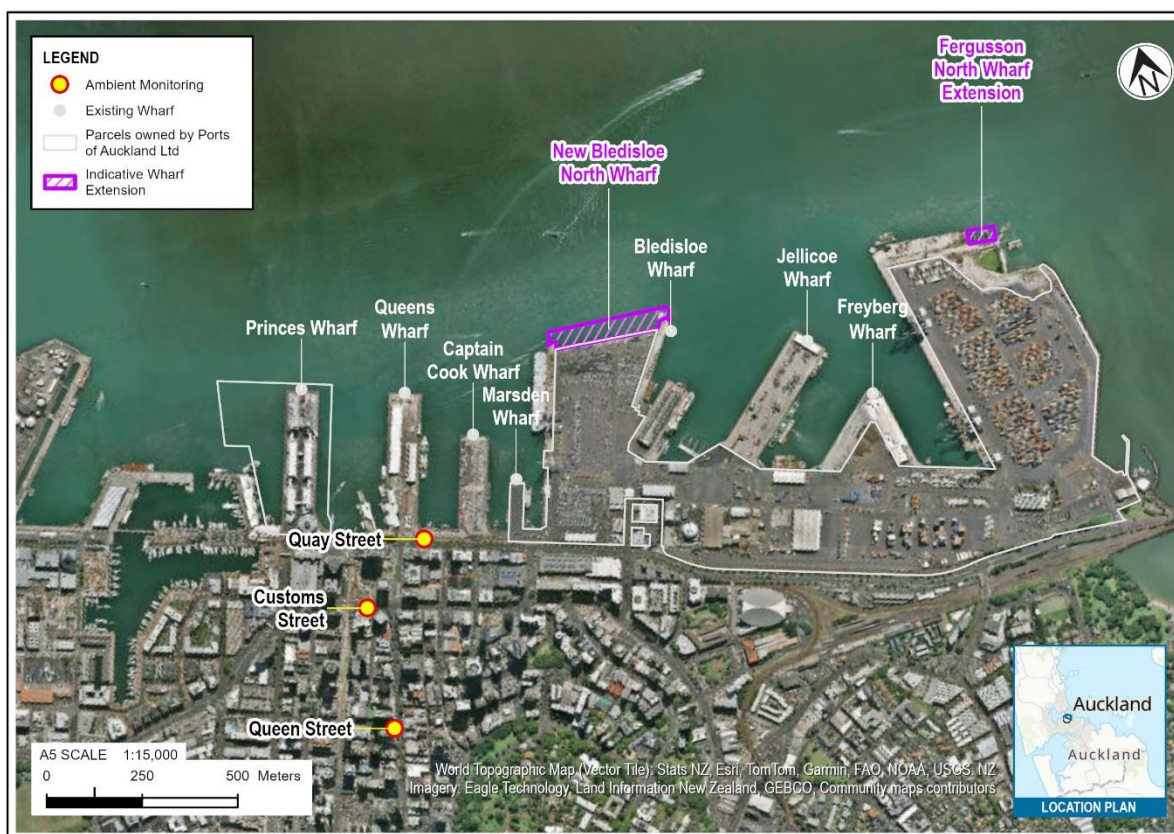 LEGEND
Ambient Monitoring
Existing Wharf
Parcels owned by Ports
of Auckland Ltd
Indicative Wharf
Extension
Fergusson
North Wharf
Extension
N
New Bledisloe
North Wharf
Bledisloe
Wharf
Jellicoe
Wharf
Freyberg
Wharf
Queens
Wharf
Princes Wharf
Captain
Cook Wharf
Marsden
Wharf
Quay Street
Customs
Street
Queen Street
A5 SCALE 1:15,000
0 250 500 Meters
World Topographic Map (Vector Tile): Stats NZ, Esri, TomTom, Garmin, FAO, NOAA, USGS, NZ
Imagery: Eagle Technology, Land Information New Zealand, GEBCO, Community maps contributors
Auckland
Auckland
LOCATION PLAN